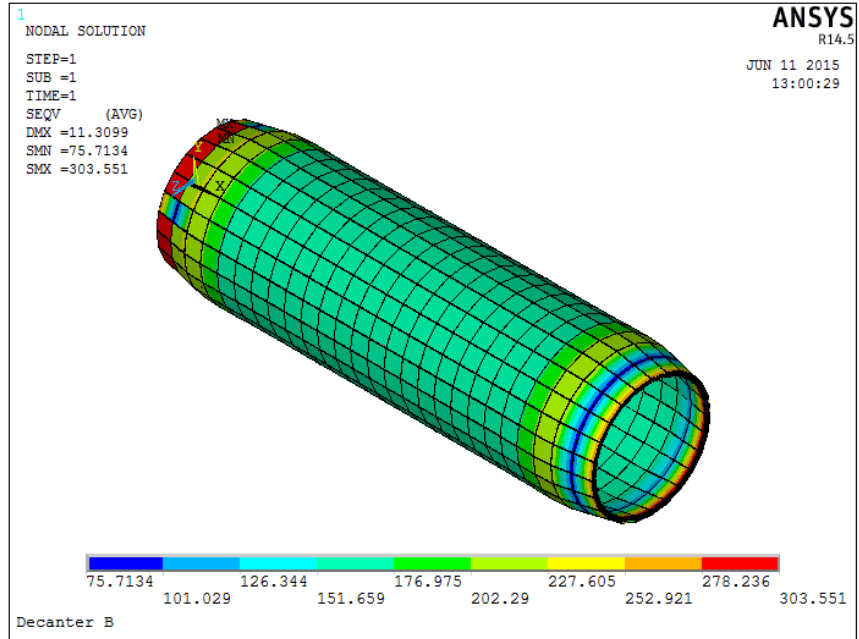 1
NODAL SOLUTION
ANSYS
R14.5
STEP=1
SUB =1
TIME=1
SEQV (AVG)
DMX =11.3099
SMN =75.7134
SMX =303.551
JUN 11 2015
13:00:29
MN
Y
Z
X
75.7134 126.344 176.975 227.605 278.236
101.029 151.659 202.29 252.921 303.551
Decanter B